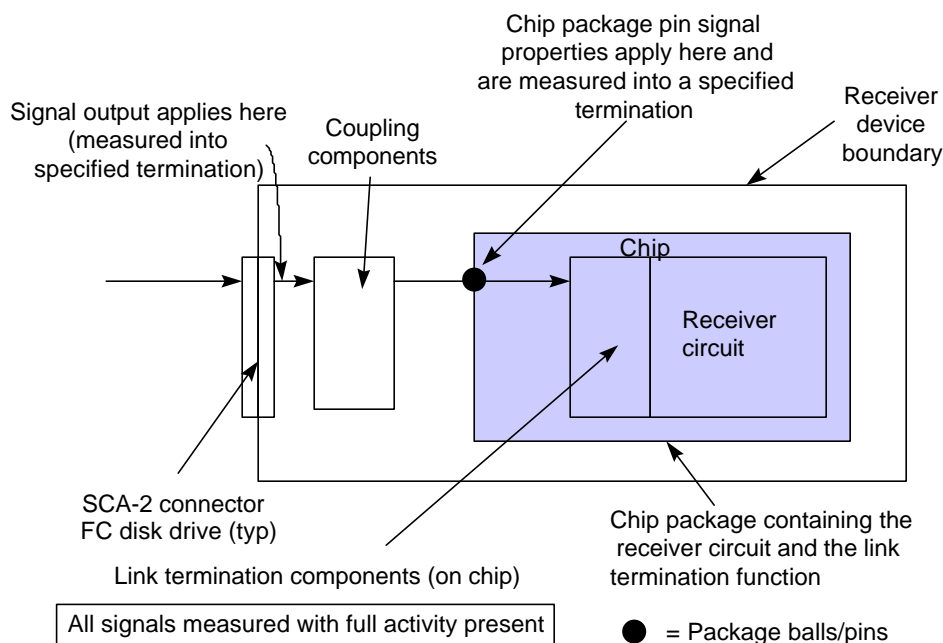 Chip package pin signal
properties apply here and
are measured into a specified
termination
Signal output applies here
(measured into
specified termination)
Coupling
components
Receiver
device
boundary
Chip
Receiver
circuit
SCA-2 connector
FC disk drive (typ)
Chip package containing the
receiver circuit and the link
termination function
Link termination components (on chip)
All signals measured with full activity present
= Package balls/pins